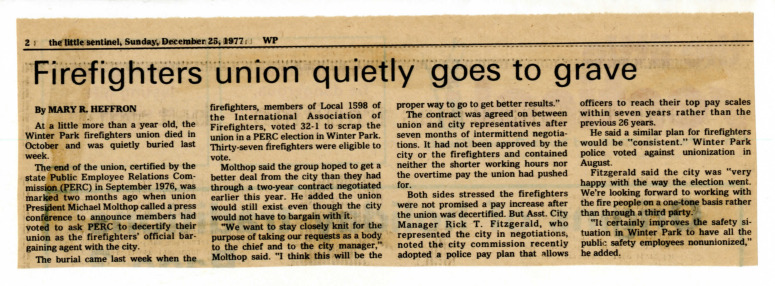 2 the little sentinel, Sunday, December 25, 1977 WP
Firefighters union quietly goes to grave
By MARY R. HEFFRON
At a little more than a year old, the
Winter Park firefighters union died in
October and was quietly buried last
week.
The end of the union, certified by the
state Public Employee Relations Com-
mission (PERC) in September 1976, was
marked two months ago when union
President Michael Molthop called a press
conference to announce members had
voted to ask PERC to decertify their
union as the firefighters' official bar-
gaining agent with the city.
The burial came last week when the
firefighters, members of Local 1598 of
the International Association of
Firefighters, voted 32-1 to scrap the
union in a PERC election in Winter Park.
Thirty-seven firefighters were eligible to
vote.
Molthop said the group hoped to get a
better deal from the city than they had
through a two-year contract negotiated
earlier this year. He added the union
would still exist even though the city
would not have to bargain with it.
"We want to stay closely knit for the
purpose of taking our requests as a body
to the chief and to the city manager,"
Molthop said. "I think this will be the
proper way to go to get better results."
The contract was agreed on between
union and city representatives after
seven months of intermittend negotia-
tions. It had not been approved by the
city or the firefighters and contained
neither the shorter working hours nor
the overtime pay the union had pushed
for.
Both sides stressed the firefighters
were not promised a pay increase after
the union was decertified. But Asst. City
Manager Rick T. Fitzgerald, who
represented the city in negotiations,
noted the city commission recently
adopted a police pay plan that allows
officers to reach their top pay scales
within seven years rather than the
previous 26 years.
He said a similar plan for firefighters
would be "consistent." Winter Park
police voted against unionization in
August.
Fitzgerald said the city was "very
happy with the way the election went.
We're looking forward to working with
the fire people on a one-tone basis rather
than through a third party.
"It certainly improves the safety si-
tuation in Winter Park to have all the
public safety employees nonunionized,"
he added.